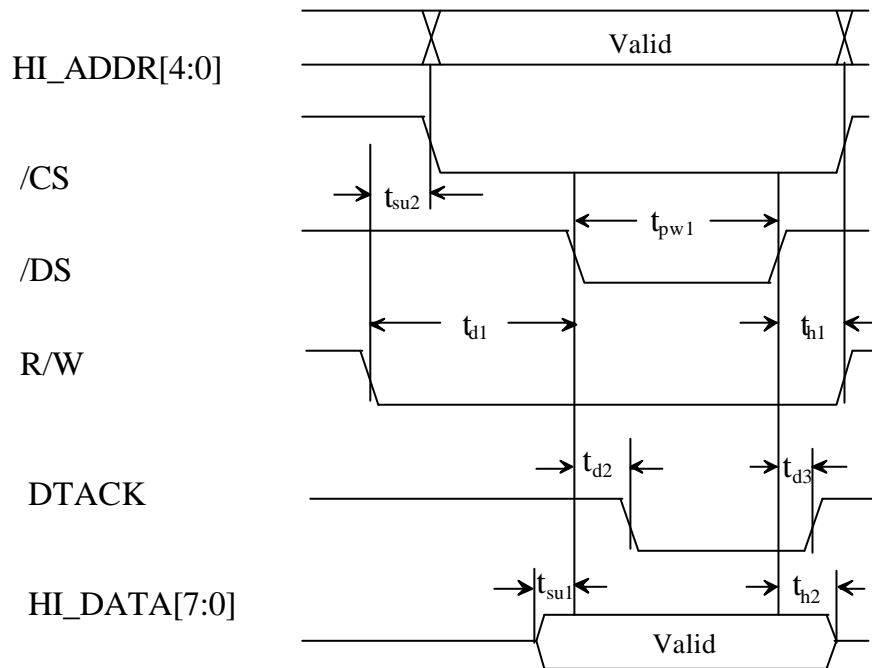 Valid
HI_ADDR[4:0]
/CS
tsu2
tpw1
/DS
td1
th1
R/W
td2
td3
DTACK
tsu1
th2
HI_DATA[7:0]
Valid